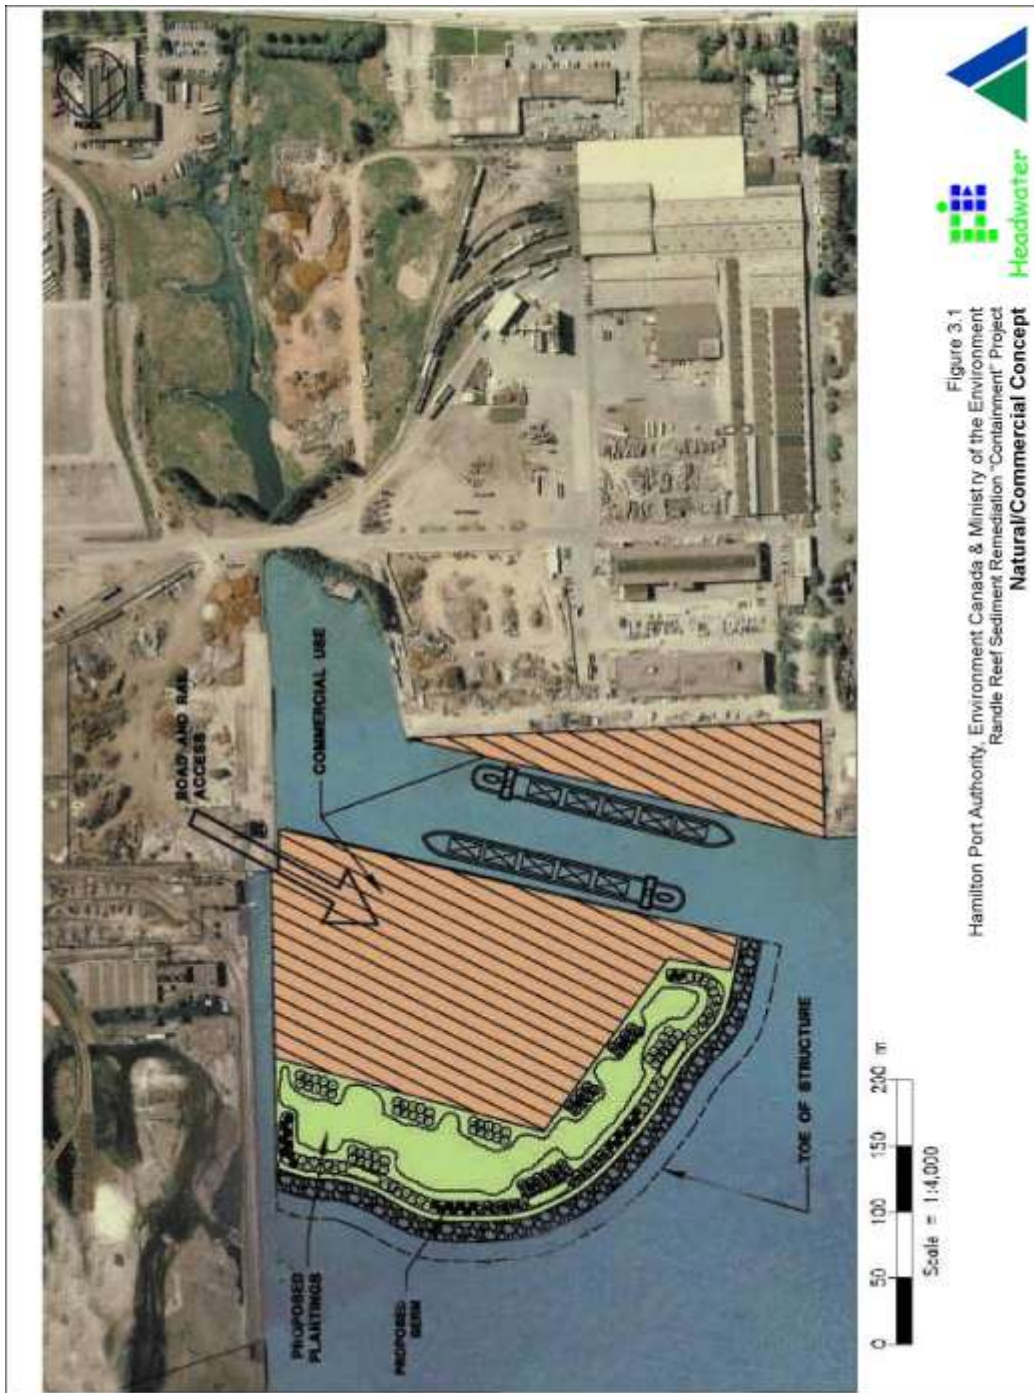 ROAD AND RAIL
ACCESS
COMMERCIAL USE
PROPOSED
PLANTINGS
PROPOSED
BERM
TOE OF STRUCTURE
0 50 100 150 200 m
Scale = 1:4,000
Figure 3.1
Hamilton Port Authority, Environment Canada & Ministry of the Environment
Randle Reef Sediment Remediation "Containment" Project
Natural/Commercial Concept
Headwater